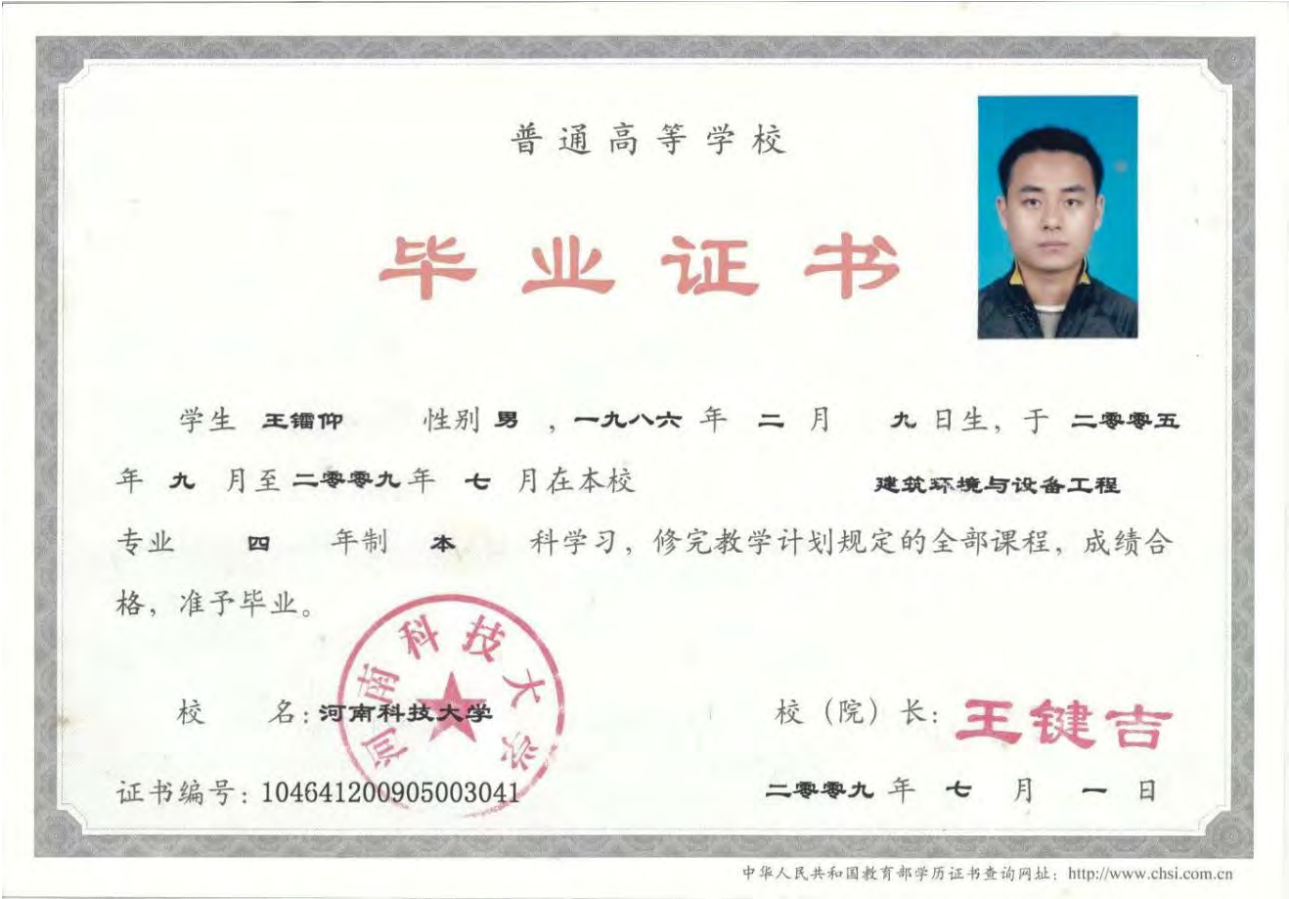 普通高等学校
毕业证书
学生 王镭仰 性别 男 ，一九八六 年 二 月 九 日生，于 二零零五
年 九 月至 二零零九 年 七 月在本校 建筑环境与设备工程
专业 四 年制 本 科学习，修完教学计划规定的全部课程，成绩合
格，准予毕业。
河南科技大学
校 名：河南科技大学 校（院）长：王键吉
证书编号：104641200905003041 二零零九 年 七 月 一 日
中华人民共和国教育部学历证书查询网址：http://www.chsi.com.cn